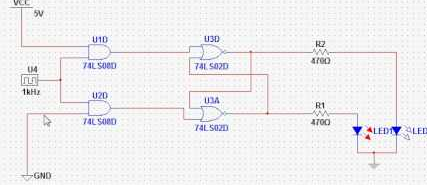 VCC
5V
U1D
U3D
R2
74LS08D
74LS02D
470Ω
U4
1kHz
U2D
U3A
R1
74LS08D
74LS02D
470Ω
LED1
LED
GND